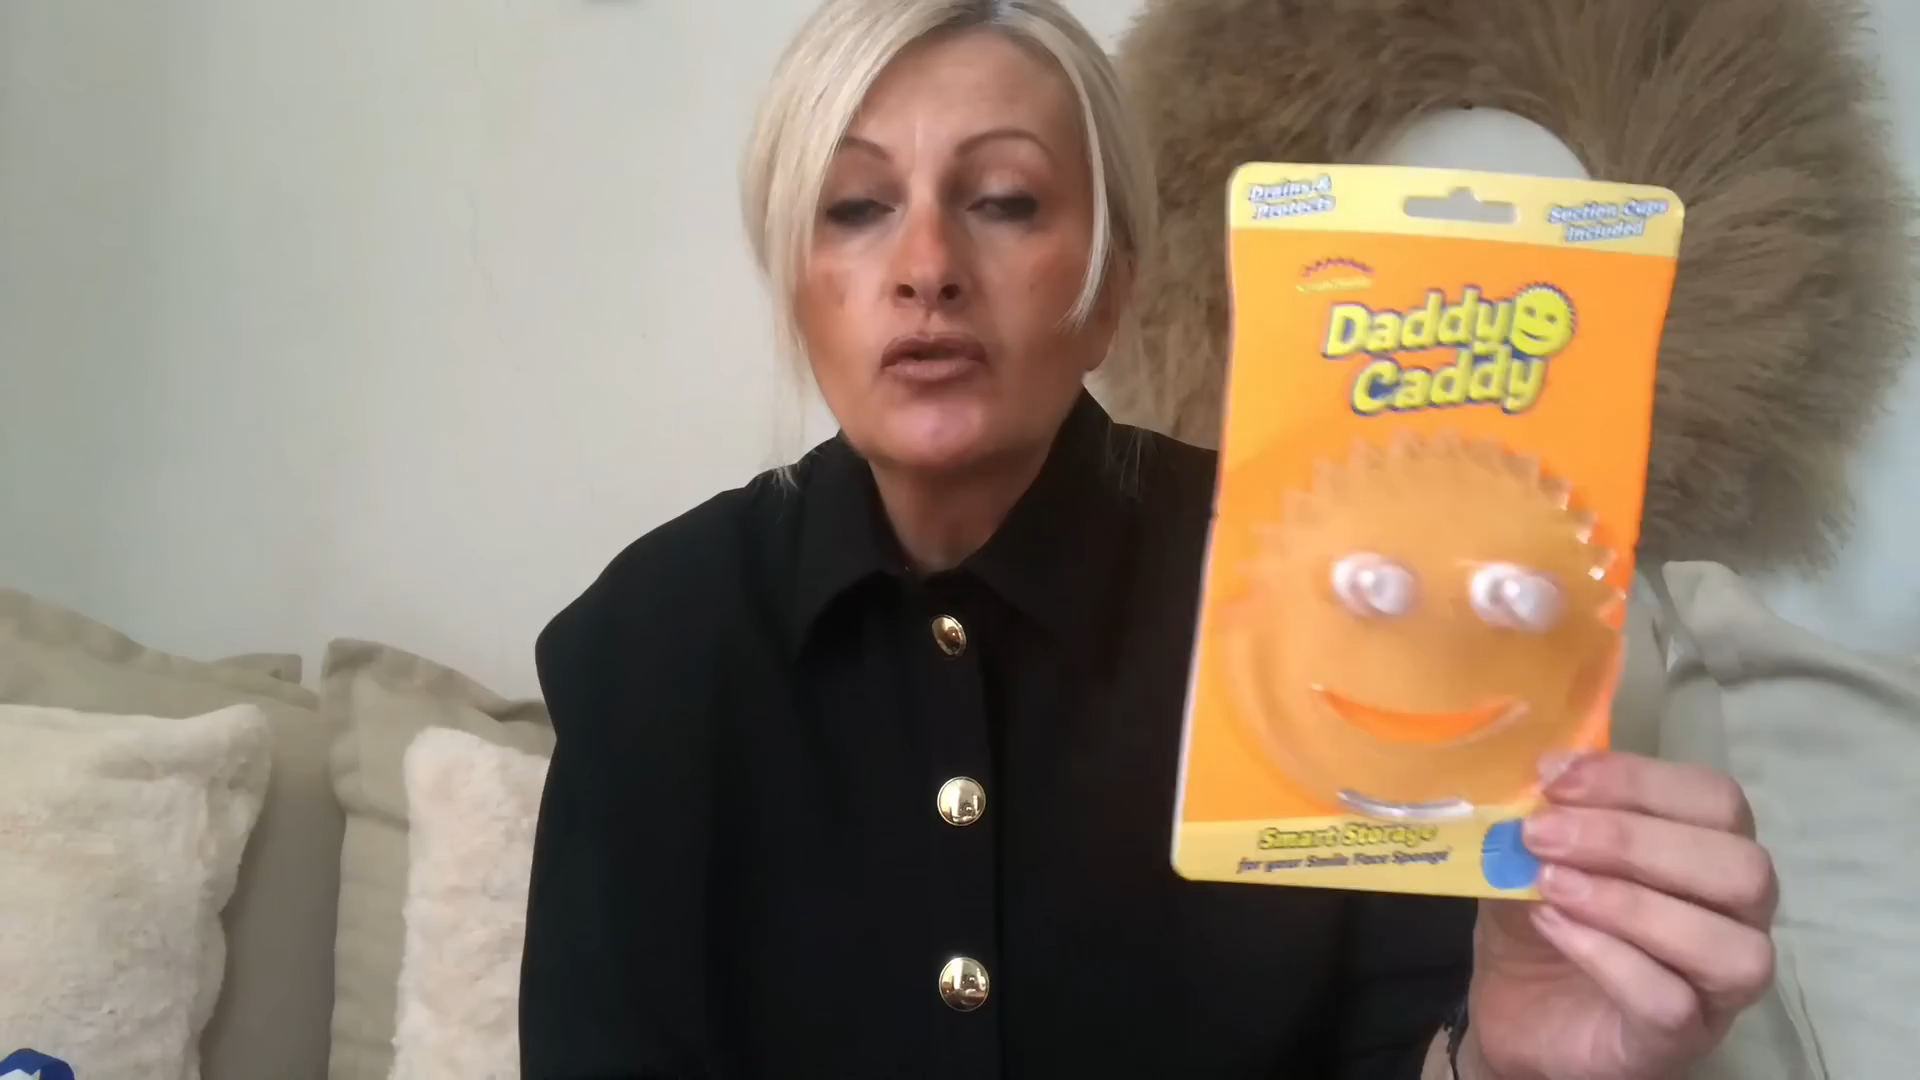 Drains &
Protects
Suction Cups
Included
Daddy
Caddy
Smart Storage
for your Smile Face Sponge